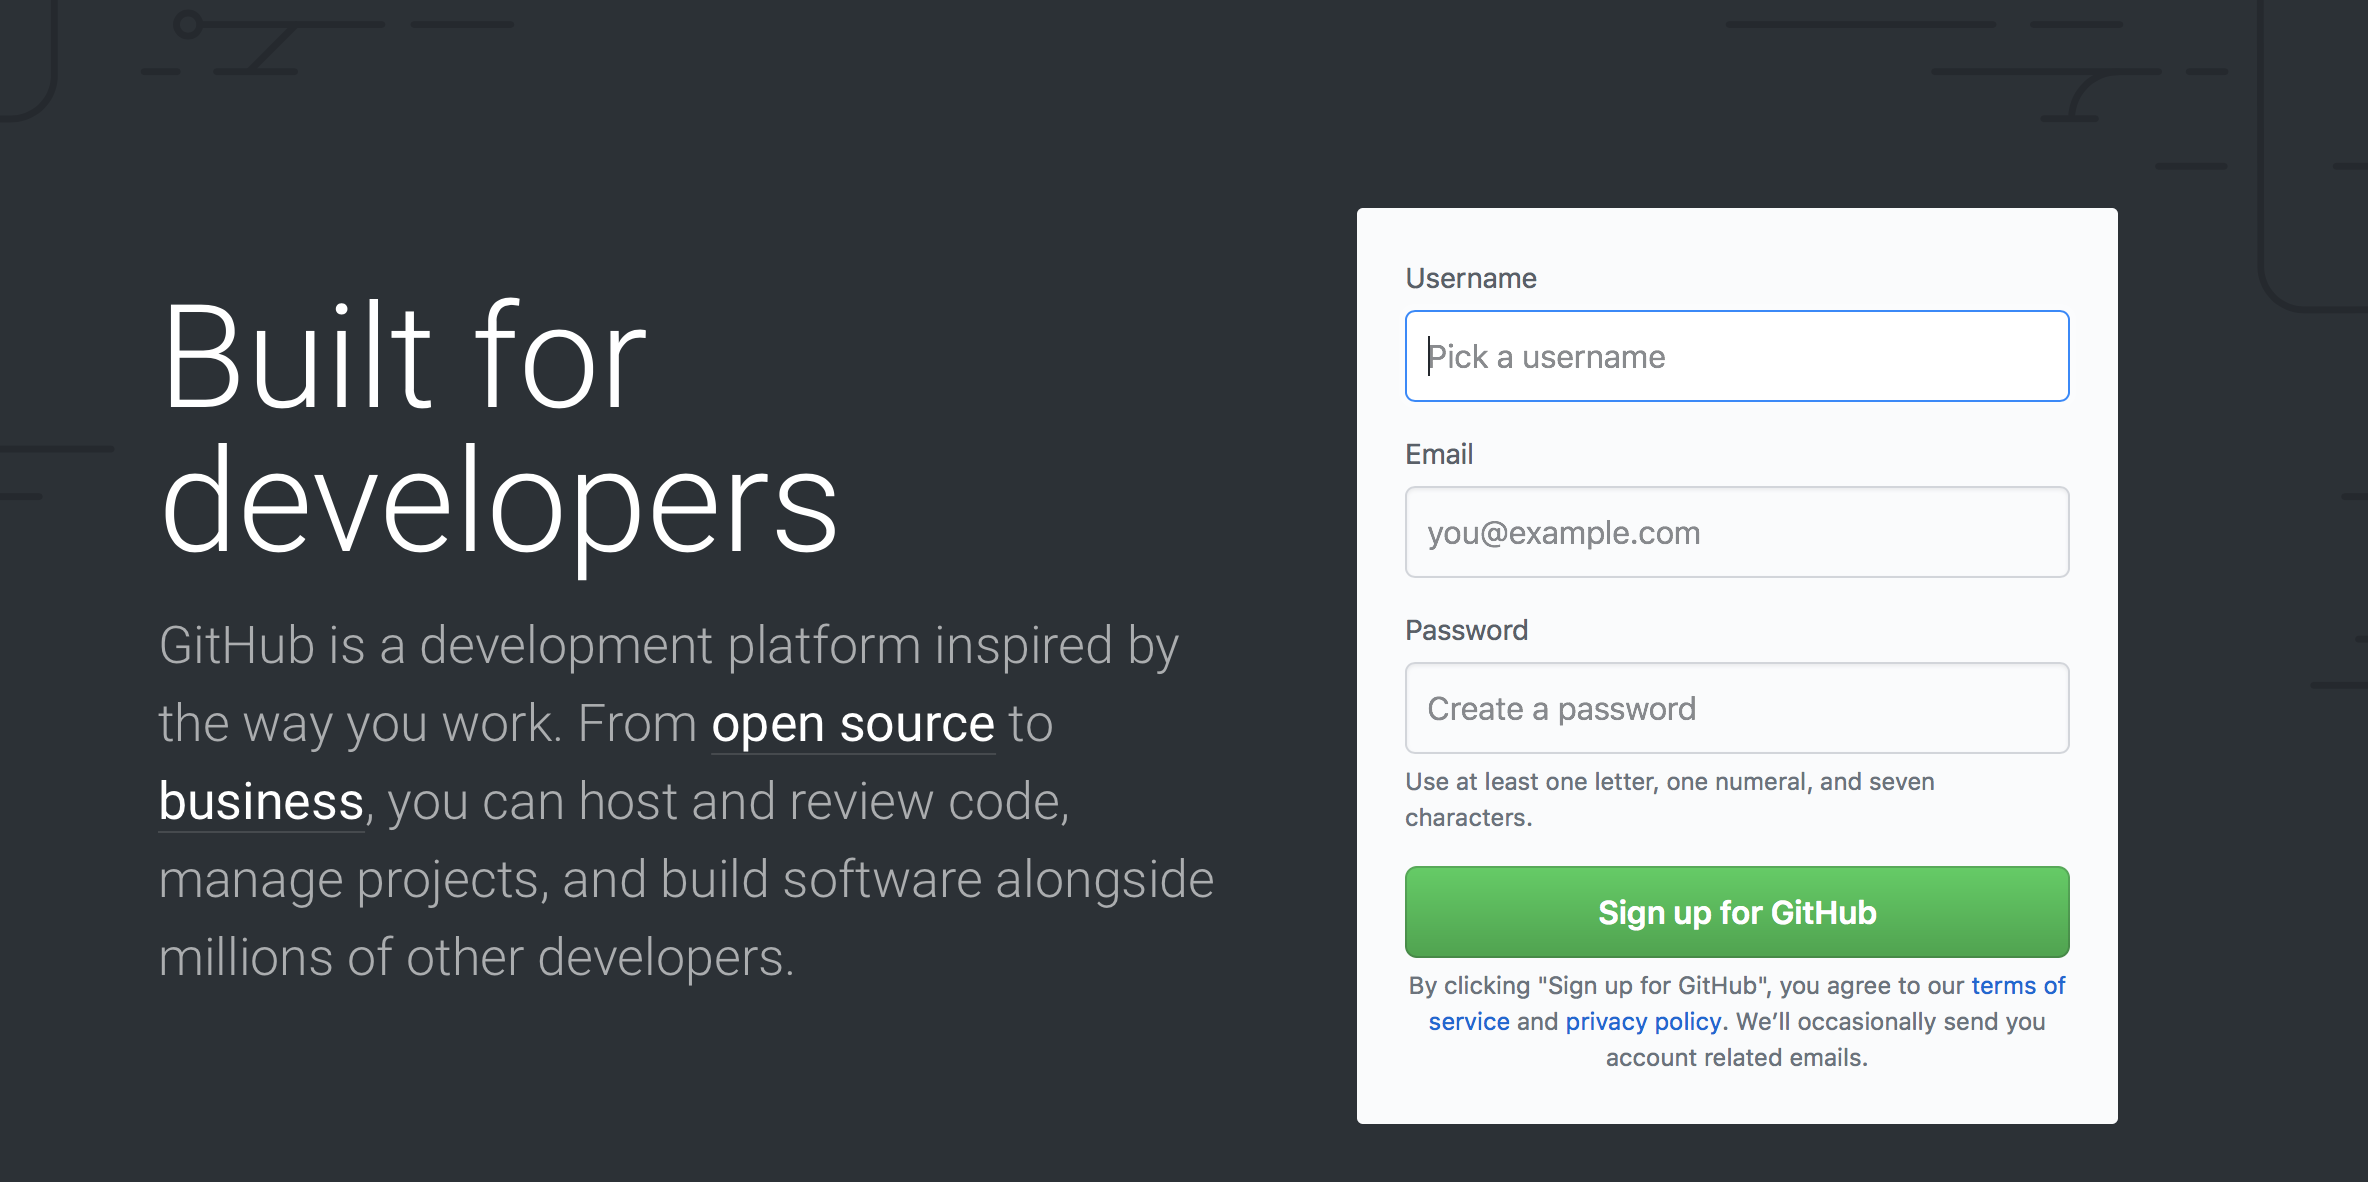 Built for
developers
GitHub is a development platform inspired by
the way you work. From open source to
business, you can host and review code,
manage projects, and build software alongside
millions of other developers.
Username
Pick a username
Email
you@example.com
Password
Create a password
Use at least one letter, one numeral, and seven
characters.
Sign up for GitHub
By clicking "Sign up for GitHub", you agree to our terms of
service and privacy policy. We’ll occasionally send you
account related emails.